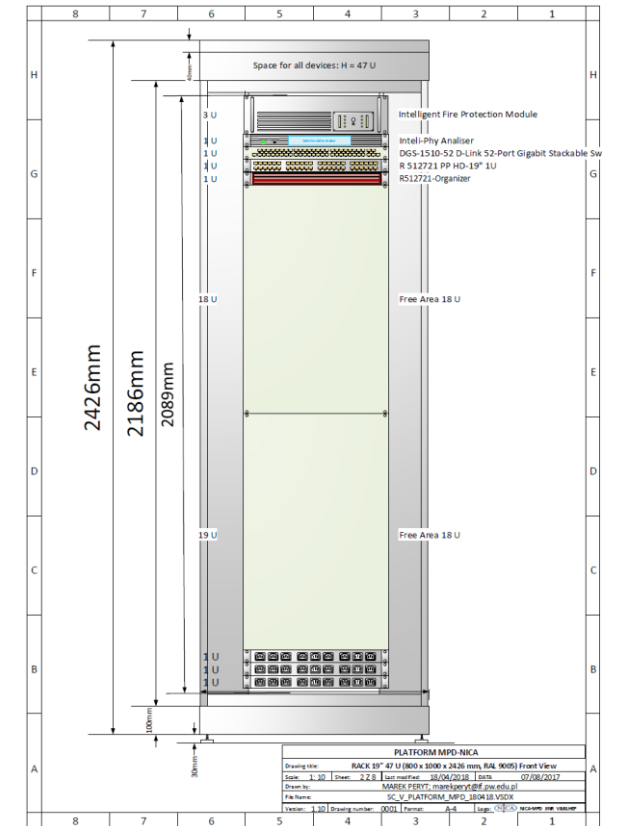 8 7 6 5 4 3 2 1
H H
Space for all devices: H = 47 U
40mm
3 U Intelligent Fire Protection Module
1 U Inteli-Phy Analiser
1 U DGS-1510-52 D-Link 52-Port Gigabit Stackable Sw
1 U R 512721 PP HD-19" 1U
G G
1 U R512721-Organizer
F F
18 U Free Area 18 U
E E
2426mm
2186mm
2089mm
D D
19 U Free Area 18 U
C C
1 U
B B
1 U
1 U
100mm
30mm
A A
PLATFORM MPD-NICA
Drawing title: RACK 19" 47 U (800 x 1000 x 2426 mm, RAL 9005) Front View
Scale: 1: 10 Sheet: 2 Z 8 Last modified: 18/04/2018 DATA 07/08/2017
Drawn by: MAREK PERYT; marekperyt@if.pw.edu.pl
File Name: SC_V_PLATFORM_MPD_180418.VSDX
Version: 1.10 Drawing number: 0001 Format: A-4 Logo: NICA NICA-MPD
8 7 6 5 4 3 2 1